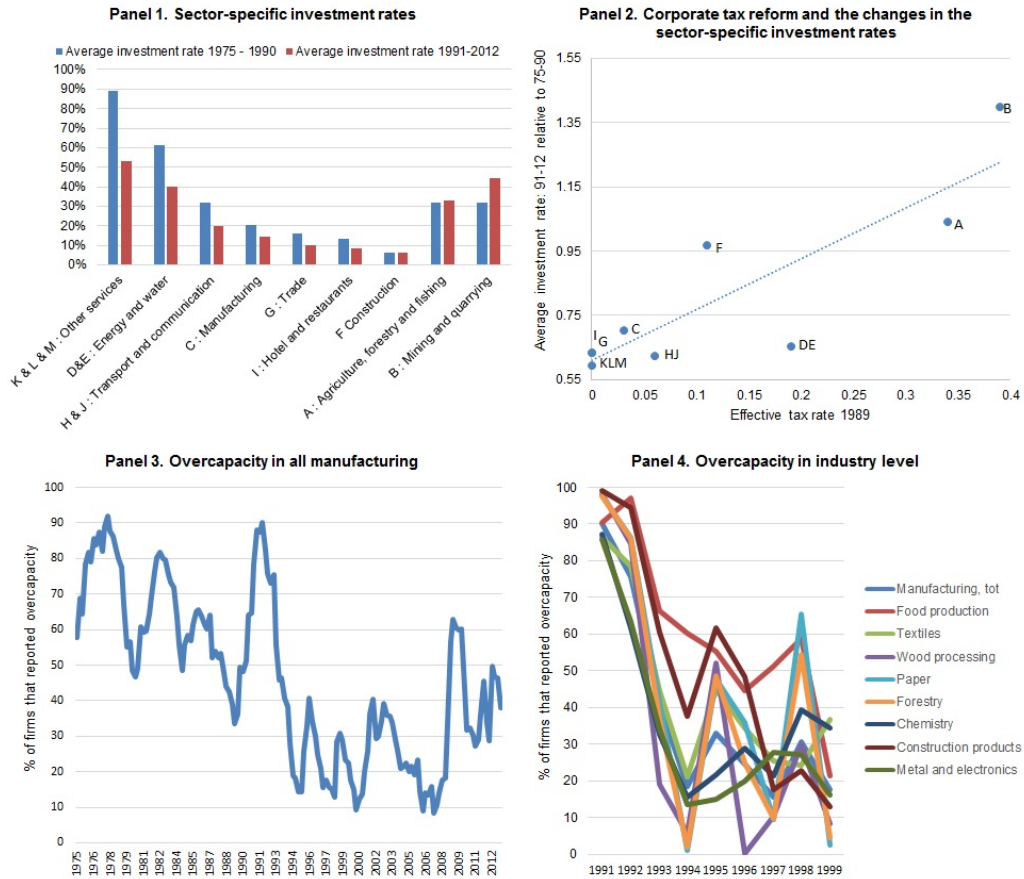 Panel 1. Sector-specific investment rates
Average investment rate 1975 - 1990
Average investment rate 1991-2012
100%
90%
80%
70%
60%
50%
40%
30%
20%
10%
0%
K & L & M : Other services
D&E : Energy and water
H & J : Transport and communication
C : Manufacturing
G : Trade
I : Hotel and restaurants
F Construction
A : Agriculture, forestry and fishing
B : Mining and quarrying
Panel 2. Corporate tax reform and the changes in the
sector-specific investment rates
Average investment rate: 91-12 relative to 75-90
1.55
1.35
1.15
0.95
0.75
0.55
B
A
F
C
I
G
HJ
DE
KLM
0
0.05
0.1
0.15
0.2
0.25
0.3
0.35
0.4
Effective tax rate 1989
Panel 3. Overcapacity in all manufacturing
% of firms that reported overcapacity
100
90
80
70
60
50
40
30
20
10
0
1975
1976
1978
1979
1981
1982
1984
1985
1987
1988
1990
1991
1993
1994
1996
1997
1999
2000
2002
2003
2005
2006
2008
2009
2011
2012
Panel 4. Overcapacity in industry level
% of firms that reported overcapacity
100
90
80
70
60
50
40
30
20
10
0
1991
1992
1993
1994
1995
1996
1997
1998
1999
Manufacturing, tot
Food production
Textiles
Wood processing
Paper
Forestry
Chemistry
Construction products
Metal and electronics